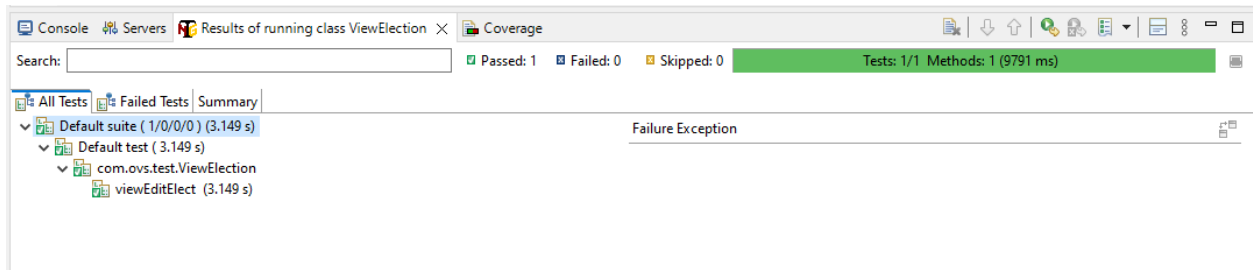 Console Servers Results of running class ViewElection Coverage
Search: Passed: 1 Failed: 0 Skipped: 0 Tests: 1/1 Methods: 1 (9791 ms)
All Tests Failed Tests Summary
Default suite ( 1/0/0/0 ) (3.149 s) Failure Exception
Default test ( 3.149 s)
com.ovs.test.ViewElection
viewEditElect (3.149 s)